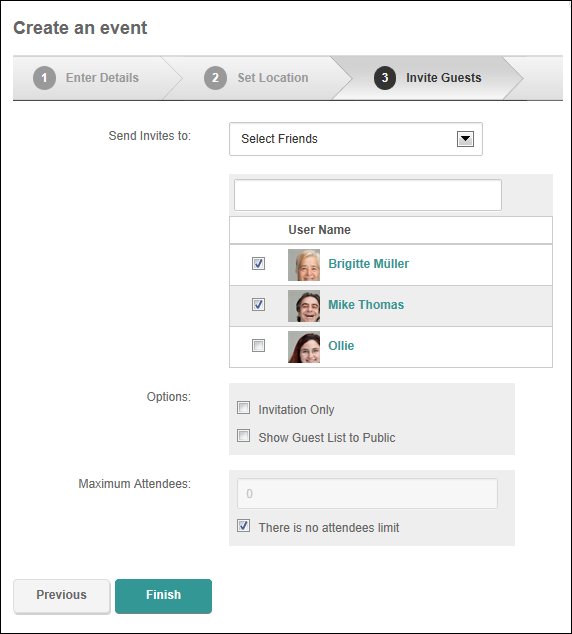 Create an event
1 Enter Details 2 Set Location 3 Invite Guests
Send Invites to: Select Friends
User Name
Brigitte Müller
Mike Thomas
Ollie
Options:
Invitation Only
Show Guest List to Public
Maximum Attendees:
0
There is no attendees limit
Previous Finish